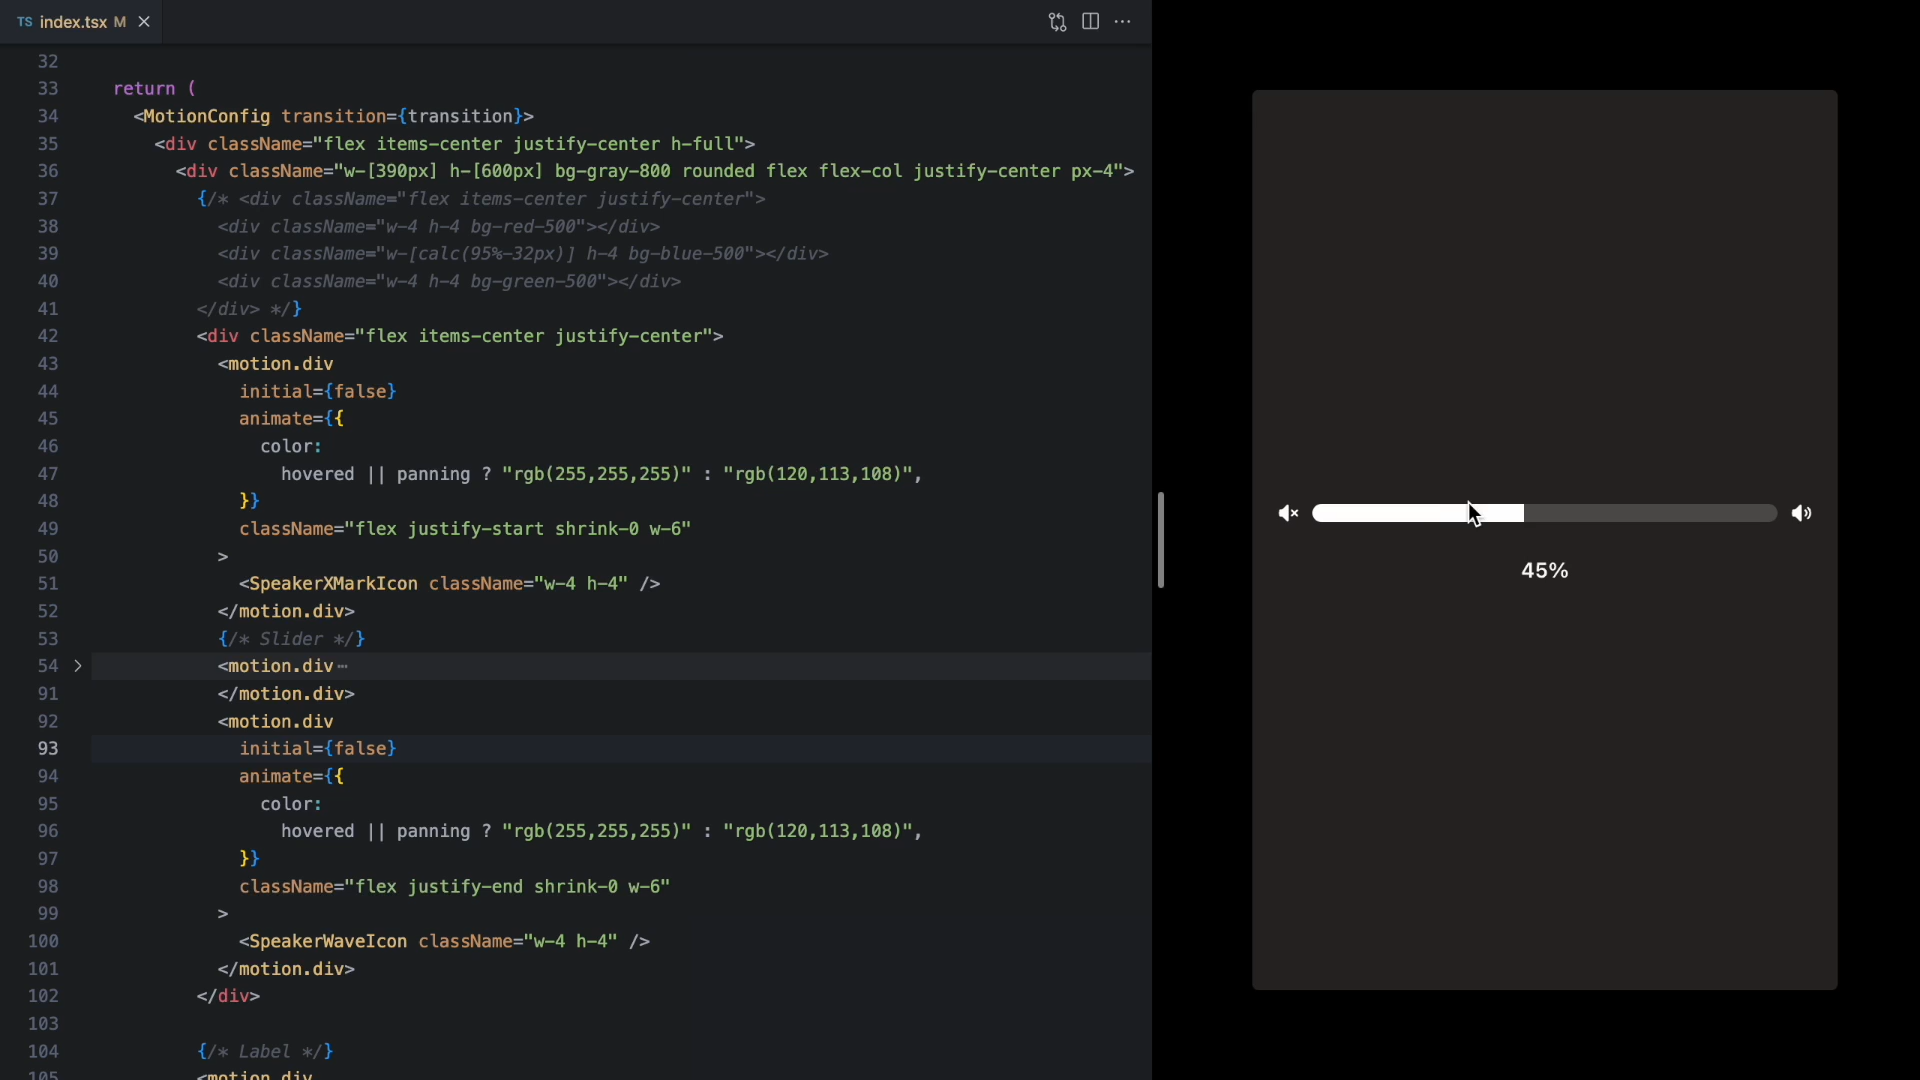 TS index.tsx M
32
33 return (
34 <MotionConfig transition={transition}>
35 <div className="flex items-center justify-center h-full">
36 <div className="w-[390px] h-[600px] bg-gray-800 rounded flex flex-col justify-center px-4">
37 {/* <div className="flex items-center justify-center">
38 <div className="w-4 h-4 bg-red-500"></div>
39 <div className="w-[calc(95%-32px)] h-4 bg-blue-500"></div>
40 <div className="w-4 h-4 bg-green-500"></div>
41 </div> */}
42 <div className="flex items-center justify-center">
43 <motion.div
44 initial={false}
45 animate={{
46 color:
47 hovered || panning ? "rgb(255,255,255)" : "rgb(120,113,108)",
48 }}
49 className="flex justify-start shrink-0 w-6"
50 >
51 <SpeakerXMarkIcon className="w-4 h-4" />
52 </motion.div>
53 {/* Slider */}
54 <motion.div⋯
91 </motion.div>
92 <motion.div
93 initial={false}
94 animate={{
95 color:
96 hovered || panning ? "rgb(255,255,255)" : "rgb(120,113,108)",
97 }}
98 className="flex justify-end shrink-0 w-6"
99 >
100 <SpeakerWaveIcon className="w-4 h-4" />
101 </motion.div>
102 </div>
103
104 {/* Label */}
105 <motion.div
45%